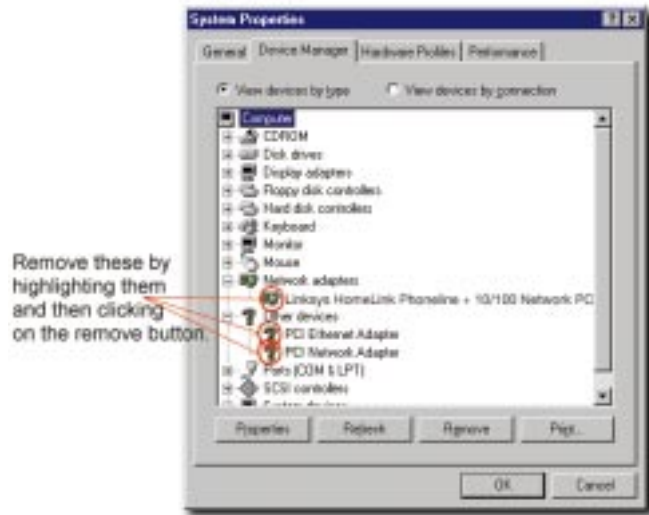 System Properties
General
Device Manager
Hardware Profiles
Performance
View devices by type
View devices by connection
Computer
CDROM
Disk drives
Display adapters
Floppy disk controllers
Hard disk controllers
Keyboard
Monitor
Mouse
Network adapters
Linksys HomeLink Phoneline + 10/100 Network PC
Other devices
PCI Ethernet Adapter
PCI Network Adapter
Ports (COM & LPT)
SCSI controllers
System devices
Remove these by
highlighting them
and then clicking
on the remove button.
Properties
Refresh
Remove
Print...
OK
Cancel